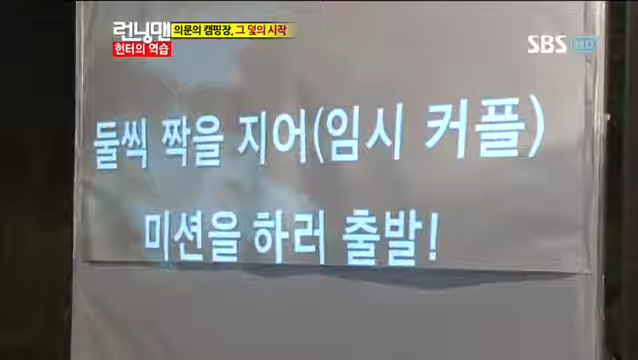 런닝맨 의문의 캠핑장, 그 덫의 시작
헌터의 역습
SBS HD
둘씩 짝을 지어(임시 커플)
미션을 하러 출발!